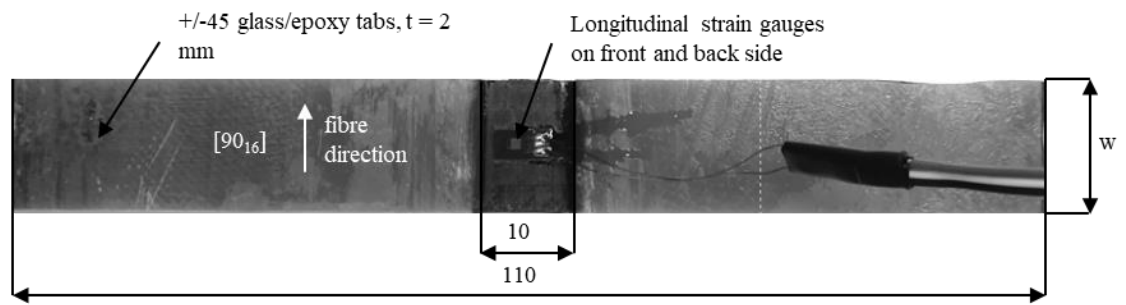 +/-45 glass/epoxy tabs, t = 2
mm
Longitudinal strain gauges
on front and back side
[90₁₆]
fibre
direction
w
10
110